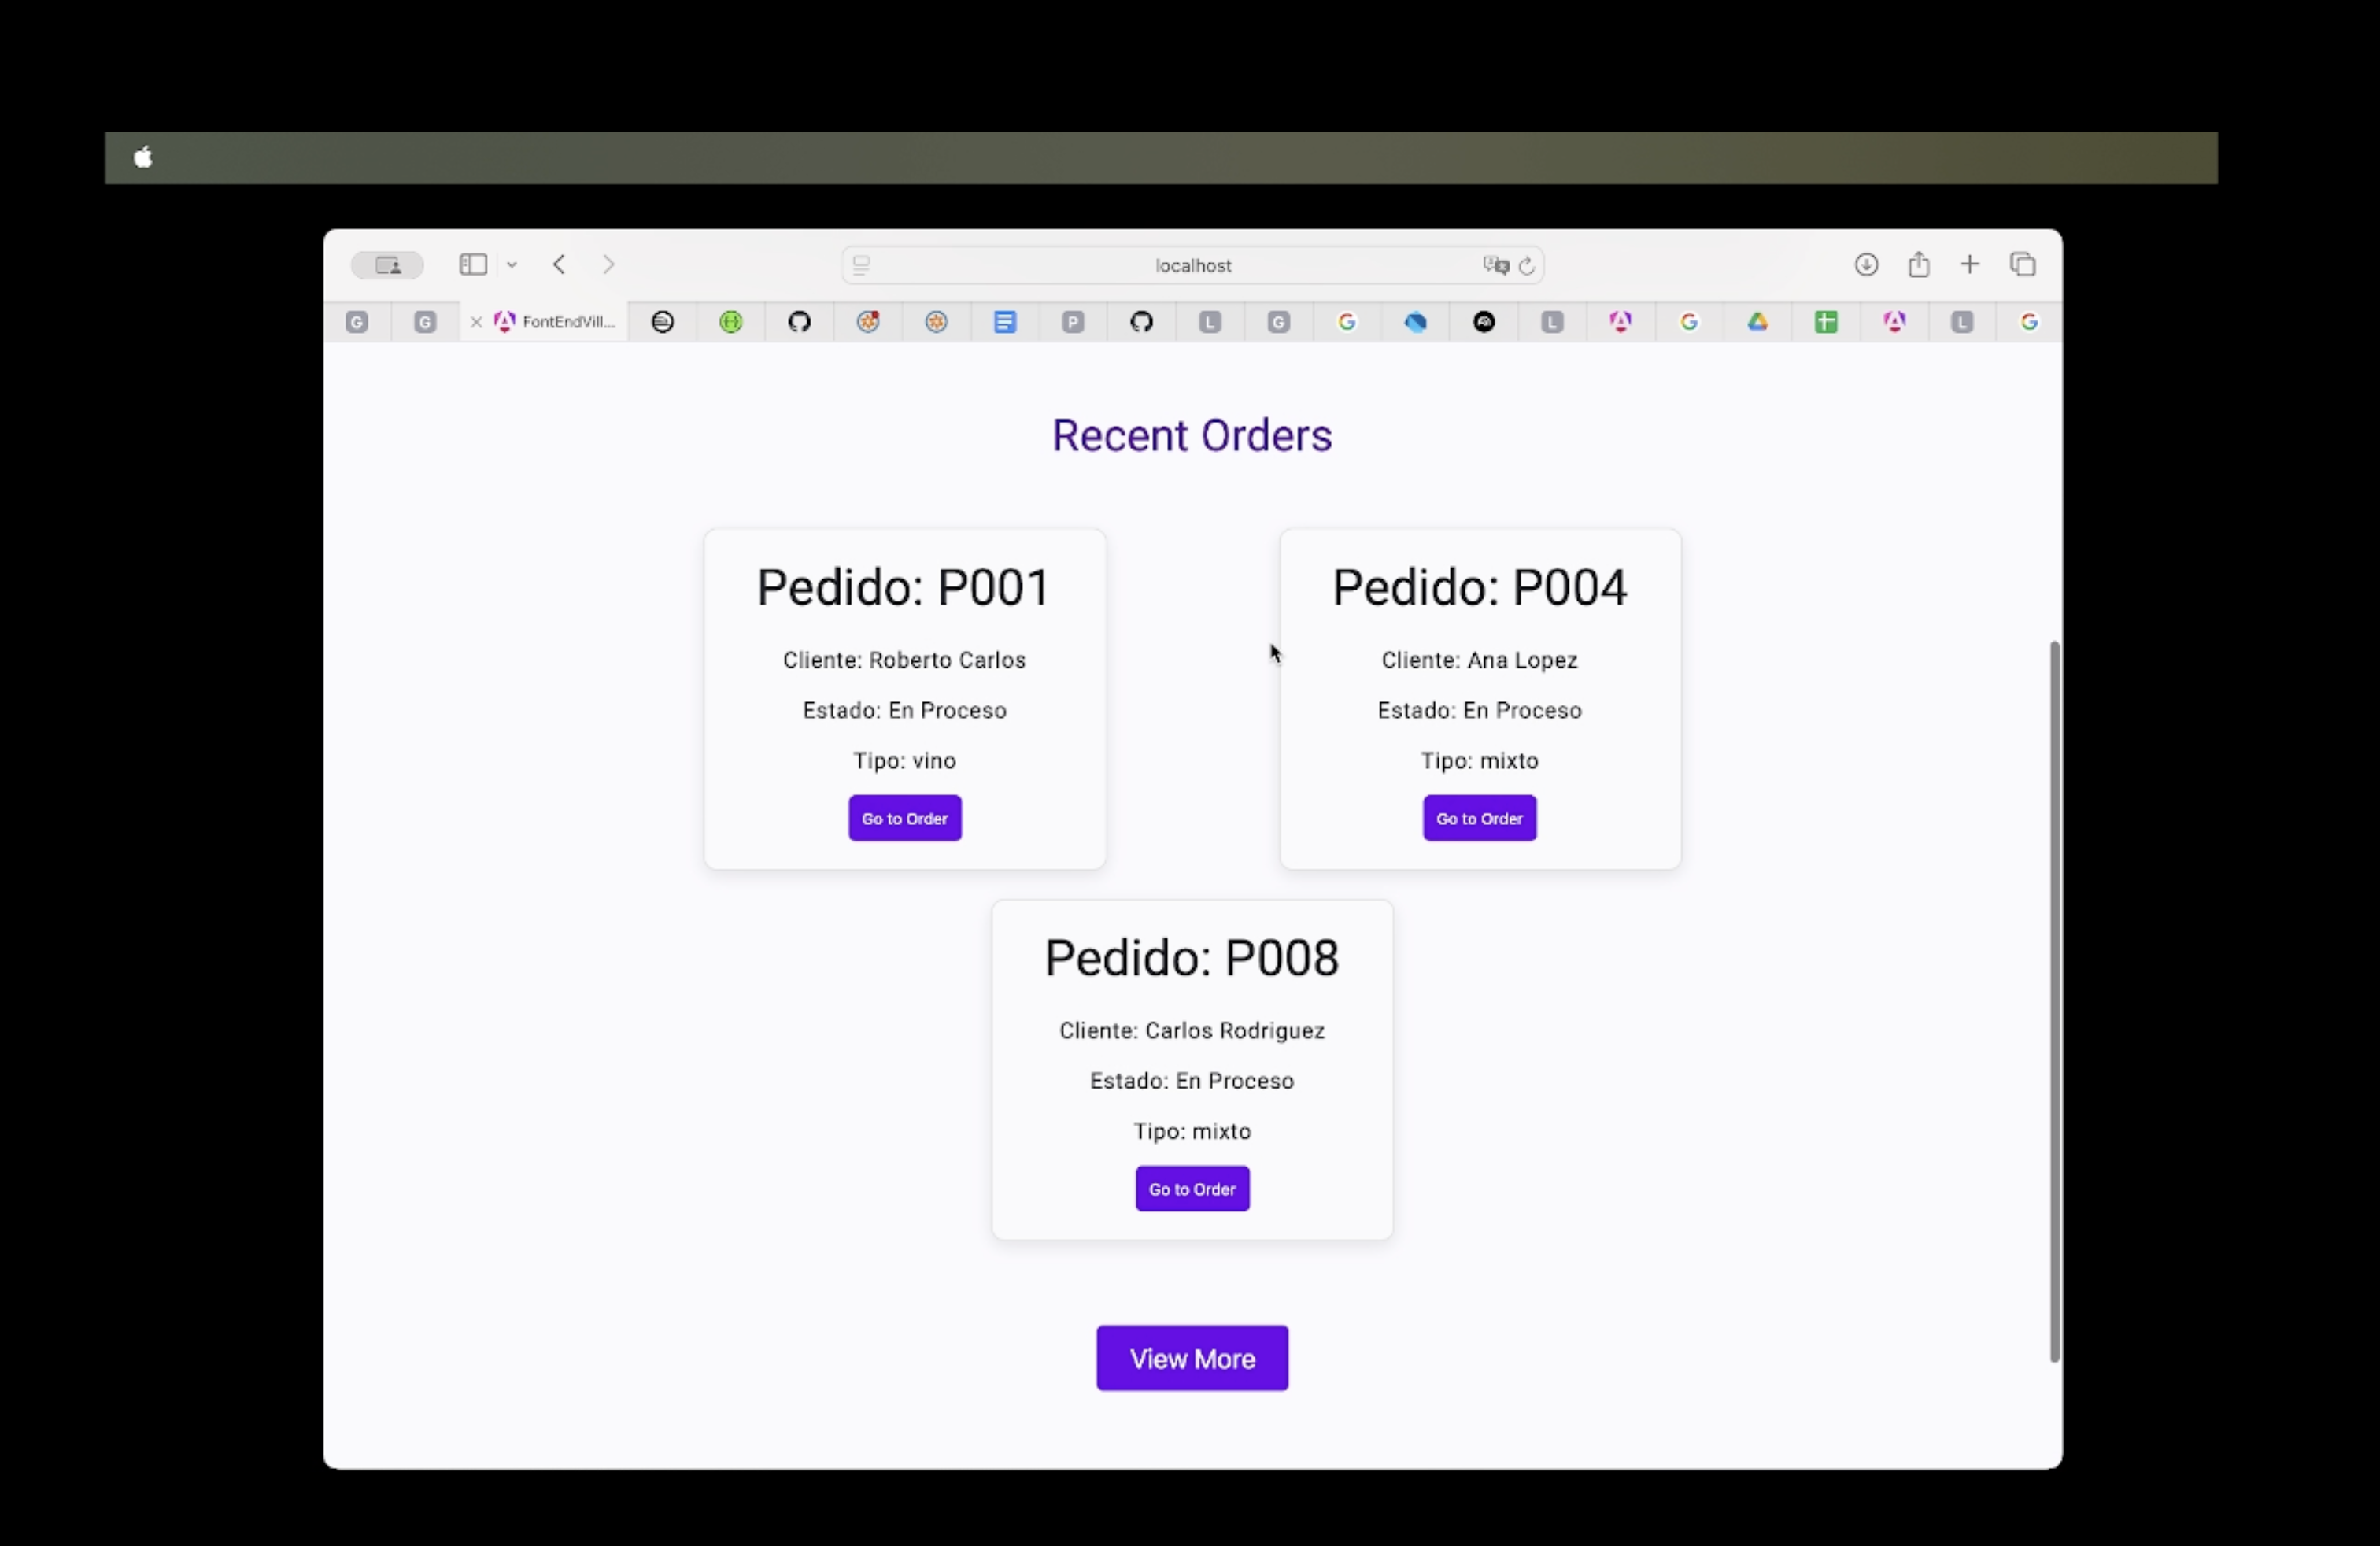 localhost
G
G
FontEndVill...
P
L
G
L
L
Recent Orders
Pedido: P001
Cliente: Roberto Carlos
Estado: En Proceso
Tipo: vino
Go to Order
Pedido: P004
Cliente: Ana Lopez
Estado: En Proceso
Tipo: mixto
Go to Order
Pedido: P008
Cliente: Carlos Rodriguez
Estado: En Proceso
Tipo: mixto
Go to Order
View More